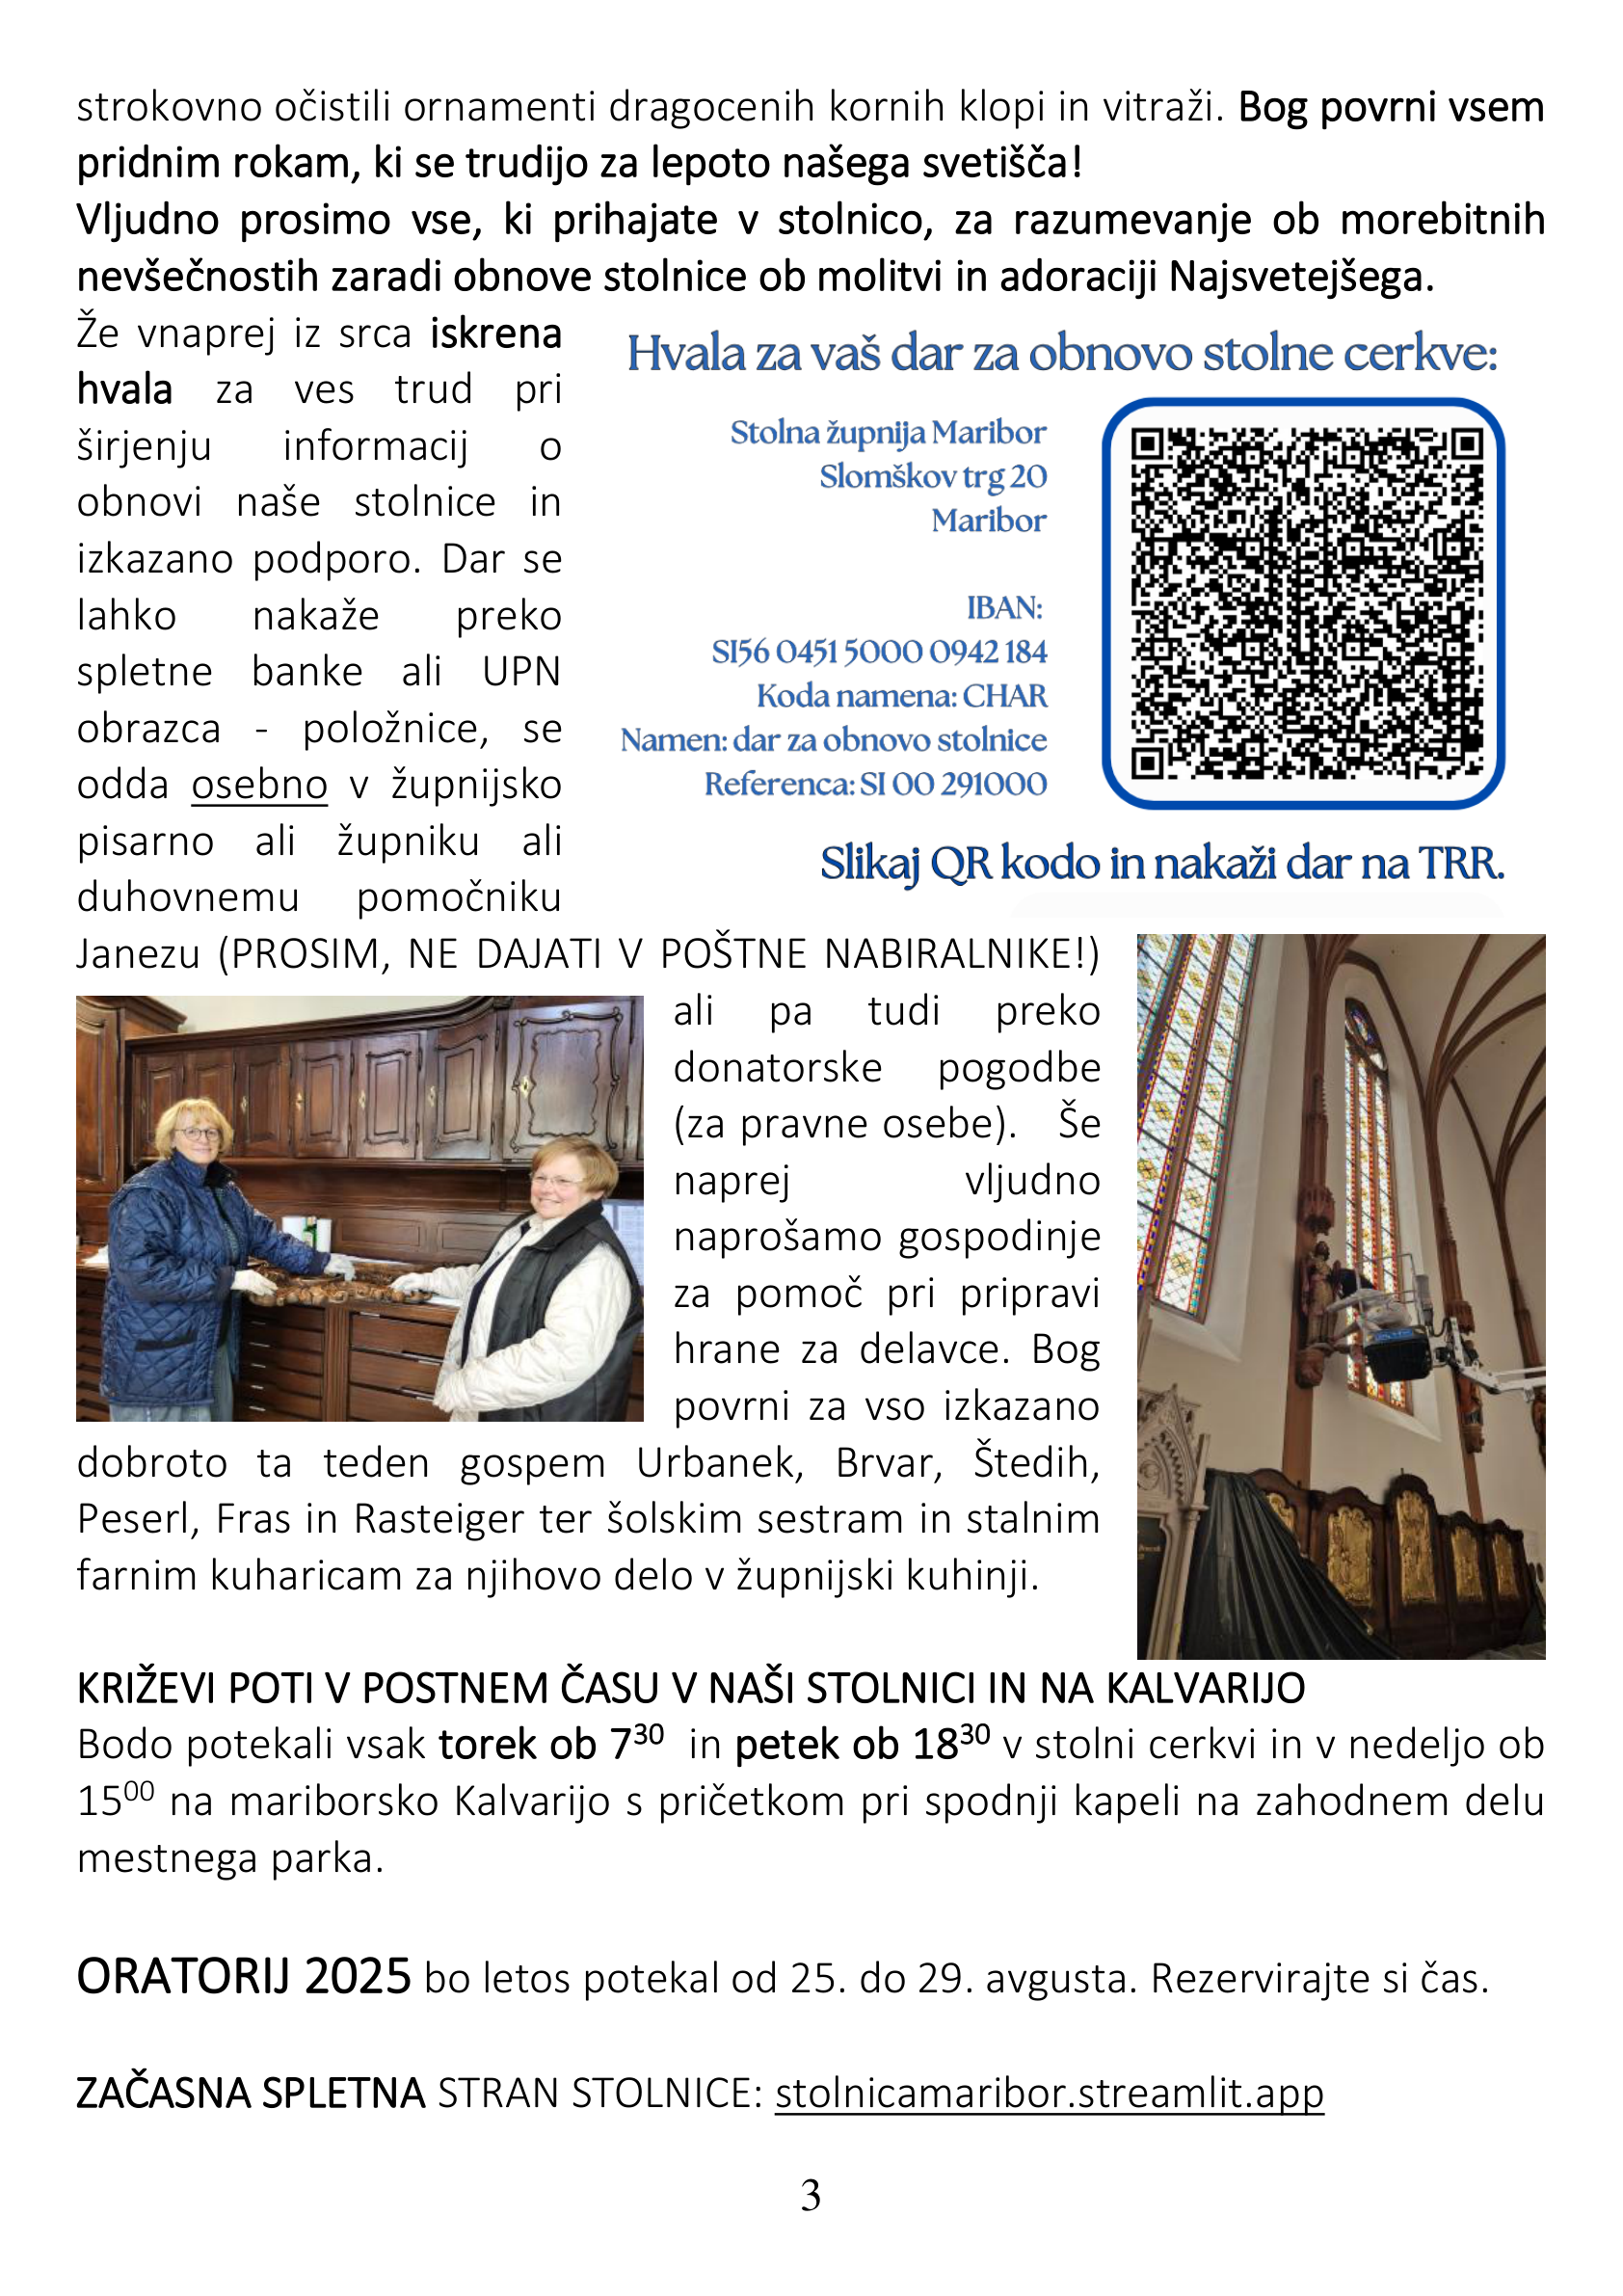 strokovno očistili ornamenti dragocenih kornih klopi in vitraži. Bog povrni vsem
pridnim rokam, ki se trudijo za lepoto našega svetišča!
Vljudno prosimo vse, ki prihajate v stolnico, za razumevanje ob morebitnih
nevšečnostih zaradi obnove stolnice ob molitvi in adoraciji Najsvetejšega.
Že vnaprej iz srca iskrena
hvala za ves trud pri
širjenju informacij o
obnovi naše stolnice in
izkazano podporo. Dar se
lahko nakaže preko
spletne banke ali UPN
obrazca - položnice, se
odda osebno v župnijsko
pisarno ali župniku ali
duhovnemu pomočniku
Hvala za vaš dar za obnovo stolne cerkve:
Stolna župnija Maribor
Slomškov trg 20
Maribor
IBAN:
SI56 0451 5000 0942 184
Koda namena: CHAR
Namen: dar za obnovo stolnice
Referenca: SI 00 291000
Slikaj QR kodo in nakaži dar na TRR.
Janezu (PROSIM, NE DAJATI V POŠTNE NABIRALNIKE!)
ali pa tudi preko
donatorske pogodbe
(za pravne osebe). Še
naprej vljudno
naprošamo gospodinje
za pomoč pri pripravi
hrane za delavce. Bog
povrni za vso izkazano
dobroto ta teden gospem Urbanek, Brvar, Štedih,
Peserl, Fras in Rasteiger ter šolskim sestram in stalnim
farnim kuharicam za njihovo delo v župnijski kuhinji.
KRIŽEVI POTI V POSTNEM ČASU V NAŠI STOLNICI IN NA KALVARIJO
Bodo potekali vsak torek ob 7³⁰ in petek ob 18³⁰ v stolni cerkvi in v nedeljo ob
15⁰⁰ na mariborsko Kalvarijo s pričetkom pri spodnji kapeli na zahodnem delu
mestnega parka.
ORATORIJ 2025 bo letos potekal od 25. do 29. avgusta. Rezervirajte si čas.
ZAČASNA SPLETNA STRAN STOLNICE: stolnicamaribor.streamlit.app
3